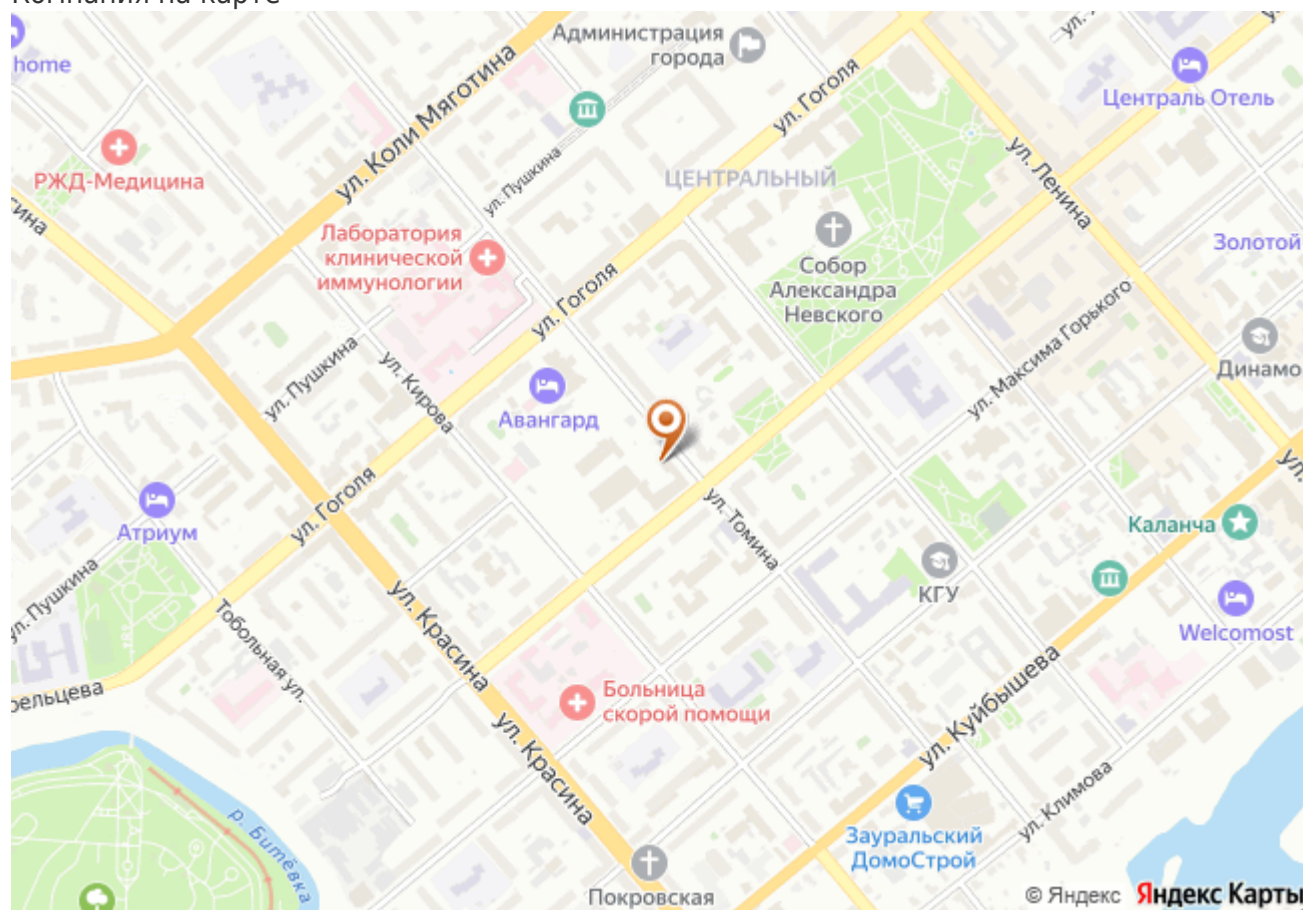 Компания на карте
home
Администрация
города
ул. Коли Мяготина
ул. Гоголя
Централь Отель
РЖД-Медицина
ул. Пушкина
ЦЕНТРАЛЬНЫЙ
ул. Ленина
Лаборатория
клинической
иммунологии
Собор
Александра
Невского
Золотой
ул. Гоголя
ул. Максима Горького
Динамо
ул. Пушкина
ул. Кирова
Авангард
ул. Гоголя
Атриум
ул. Томина
Каланча
КГУ
ул. Пушкина
ул. Красина
Тобольная ул.
Welcomost
Больница
скорой помощи
ул. Куйбышева
ул. Красина
ул. Климова
р. Битёвка
Зауральский
ДомоСтрой
Покровская
© Яндекс Яндекс Карты